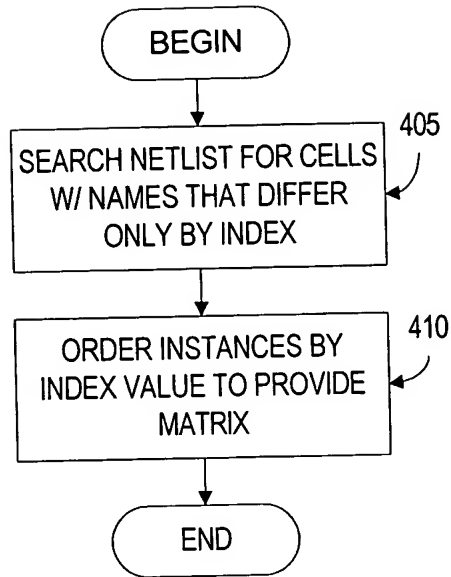 BEGIN
405
SEARCH NETLIST FOR CELLS
W/ NAMES THAT DIFFER
ONLY BY INDEX
410
ORDER INSTANCES BY
INDEX VALUE TO PROVIDE
MATRIX
END